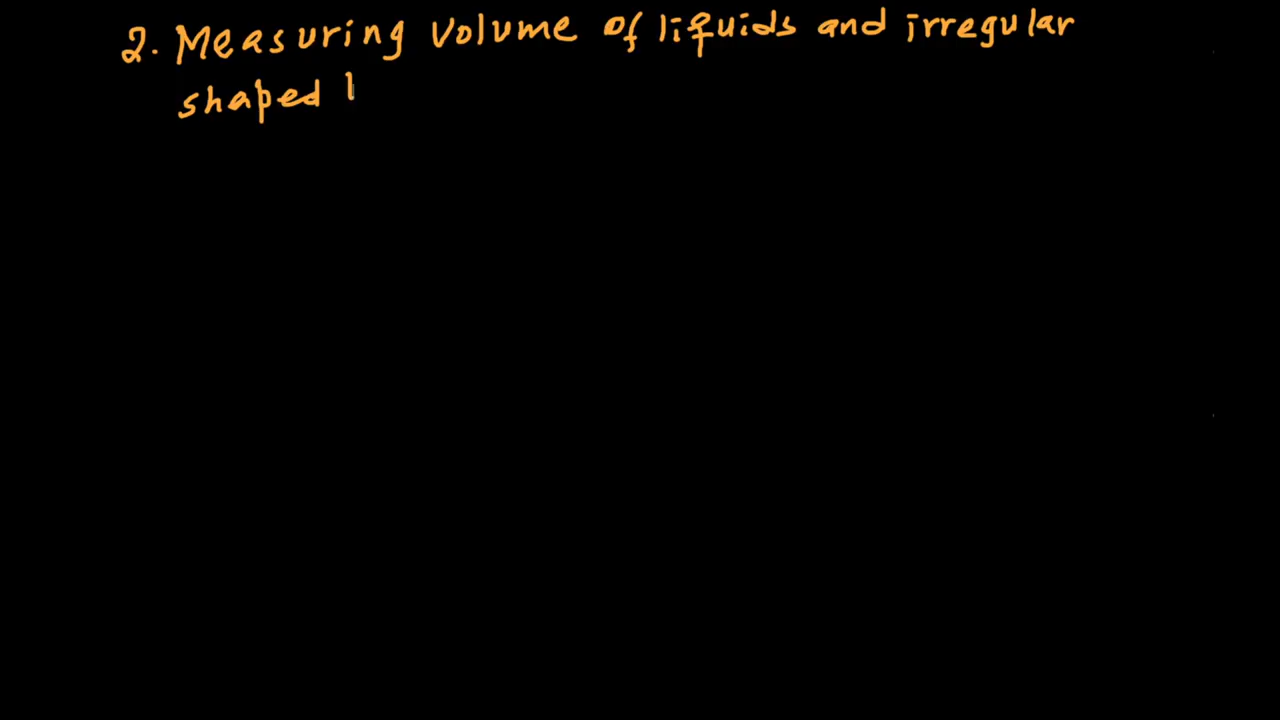 2. Measuring volume of liquids and irregular
shaped